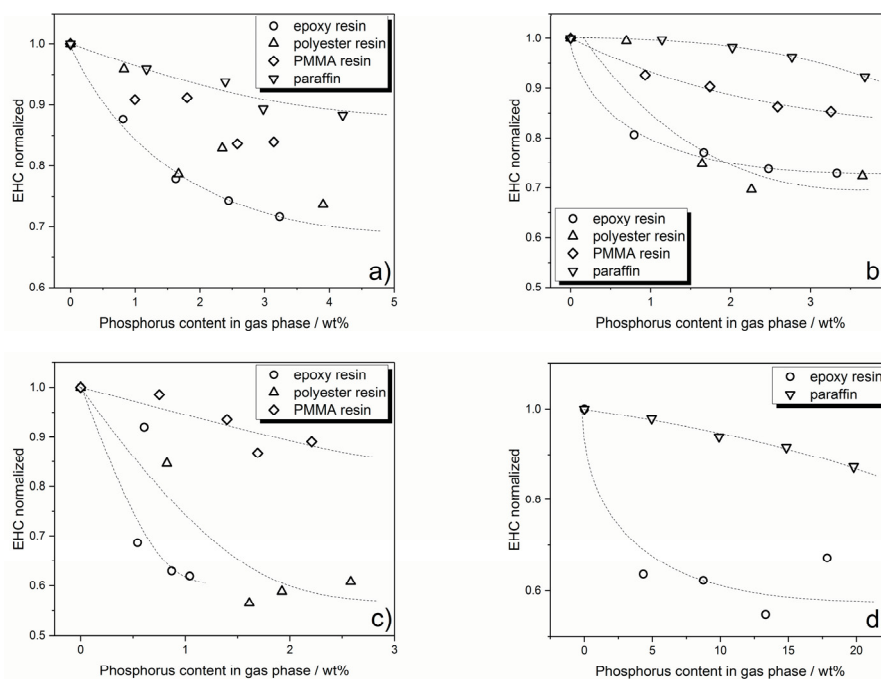 epoxy resin
polyester resin
PMMA resin
paraffin
1.0
0.9
0.8
0.7
0.6
EHC normalized
0 1 2 3 4 5
Phosphorus content in gas phase / wt%
a)
1.0
0.9
0.8
0.7
0.6
0.5
EHC normalized
epoxy resin
polyester resin
PMMA resin
paraffin
0 1 2 3
Phosphorus content in gas phase / wt%
b
epoxy resin
polyester resin
PMMA resin
1.0
0.9
0.8
0.7
0.6
0.5
EHC normalized
0 1 2 3
Phosphorus content in gas phase / wt%
c)
epoxy resin
paraffin
1.0
0.8
0.6
EHC normalized
0 5 10 15 20
Phosphorus content in gas phase / wt%
d